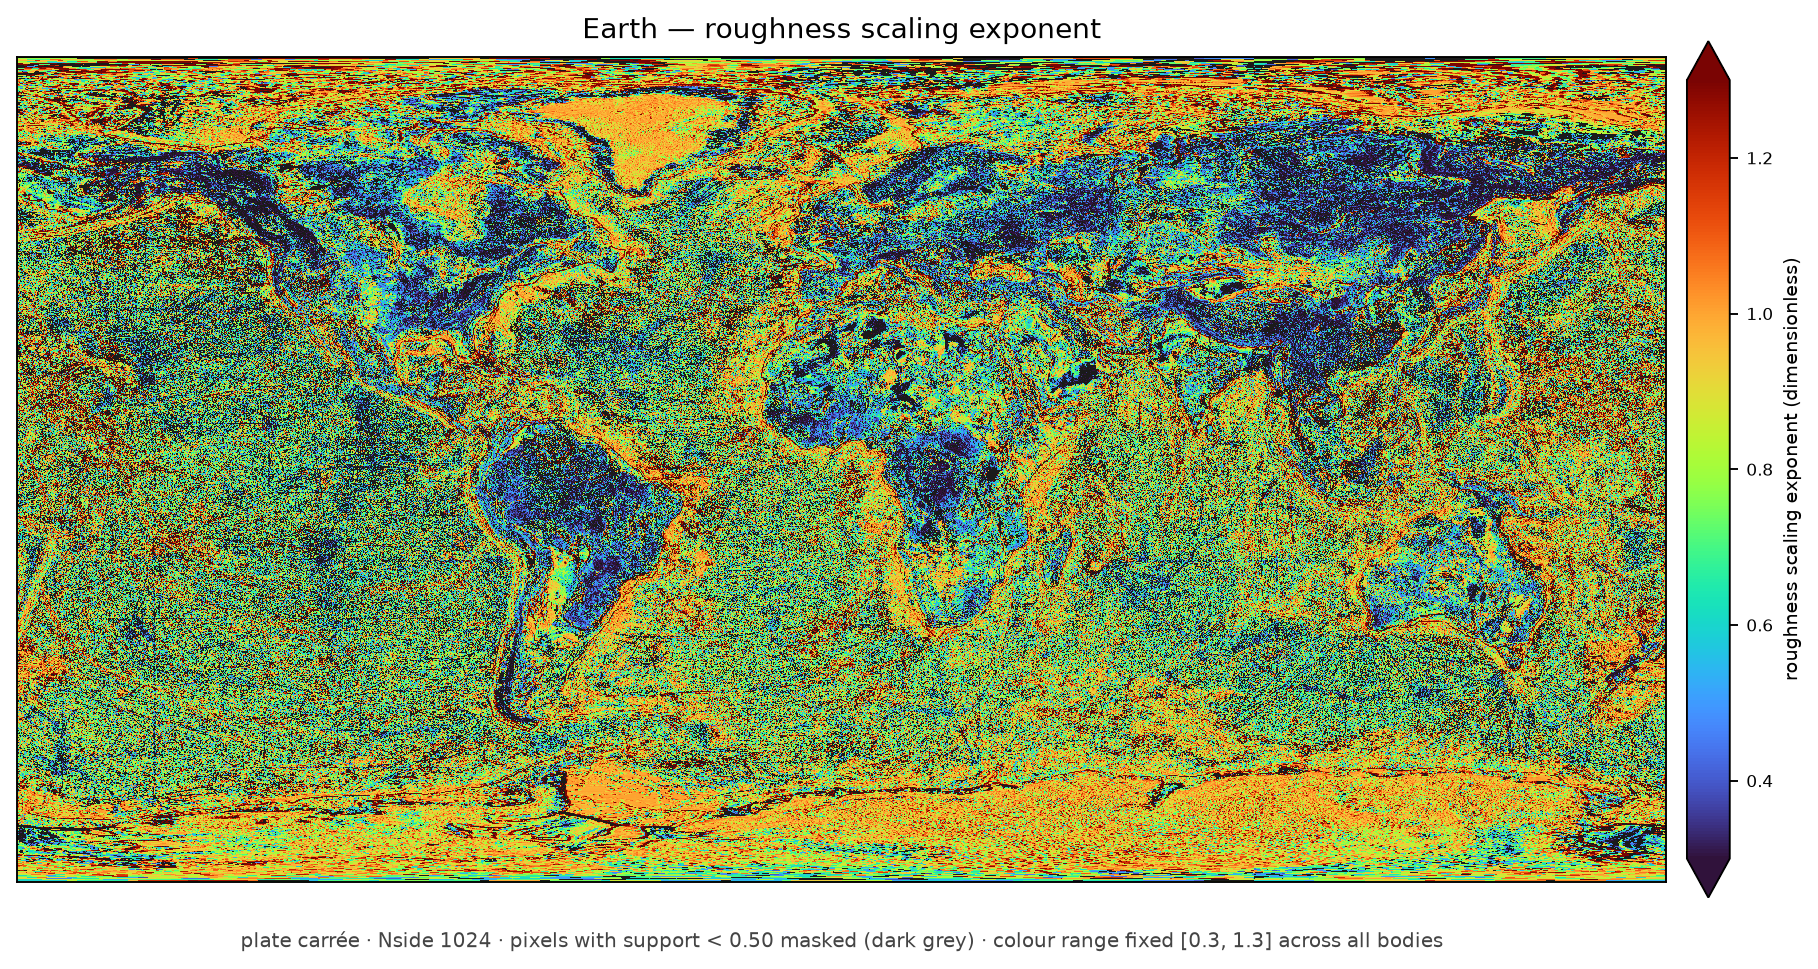 Earth — roughness scaling exponent
1.2
1.0
0.8
0.6
0.4
roughness scaling exponent (dimensionless)
plate carrée · Nside 1024 · pixels with support < 0.50 masked (dark grey) · colour range fixed [0.3, 1.3] across all bodies